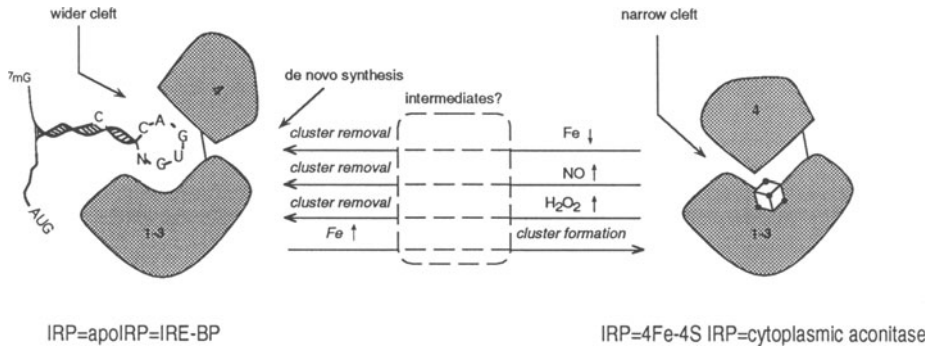 wider cleft
narrow cleft
7mG
de novo synthesis
intermediates?
C
C A G U G N
4
4
cluster removal
Fe ↓
cluster removal
NO ↑
cluster removal
H2O2 ↑
Fe ↑
cluster formation
AUG
1-3
1-3
IRP=apoIRP=IRE-BP
IRP=4Fe-4S IRP=cytoplasmic aconitase